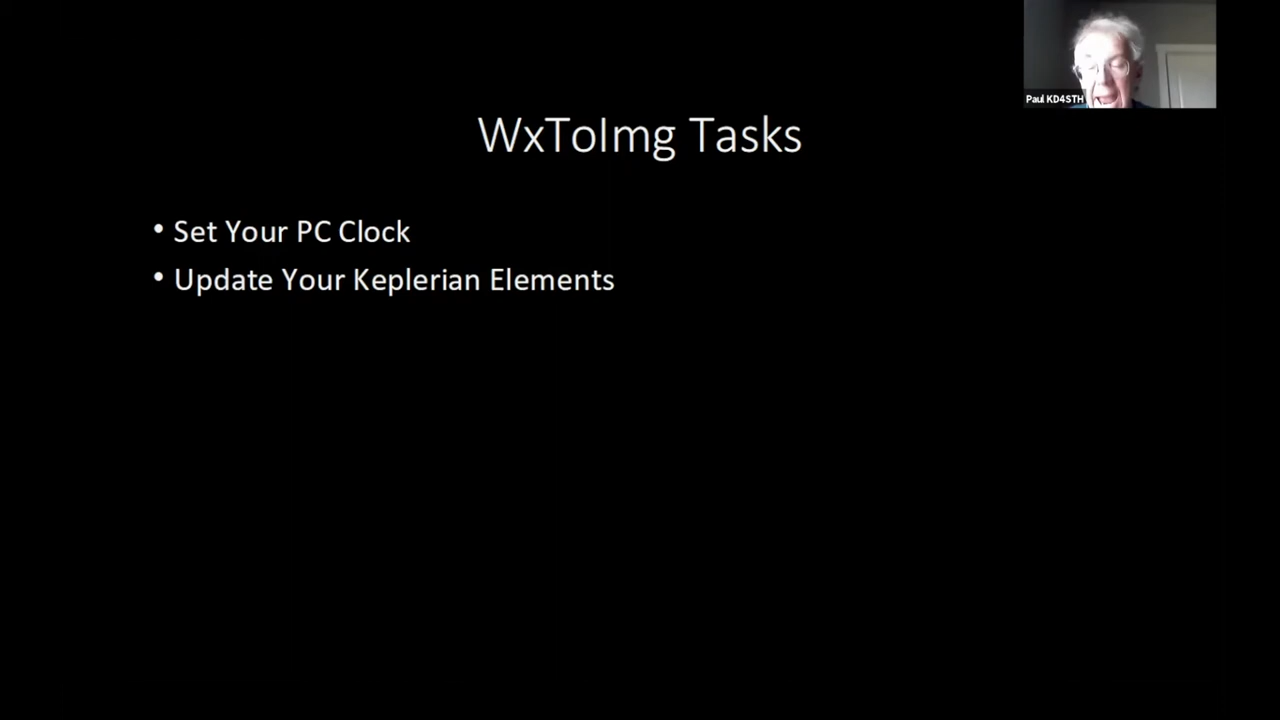 Paul KD4STH
WxToImg Tasks
• Set Your PC Clock
• Update Your Keplerian Elements